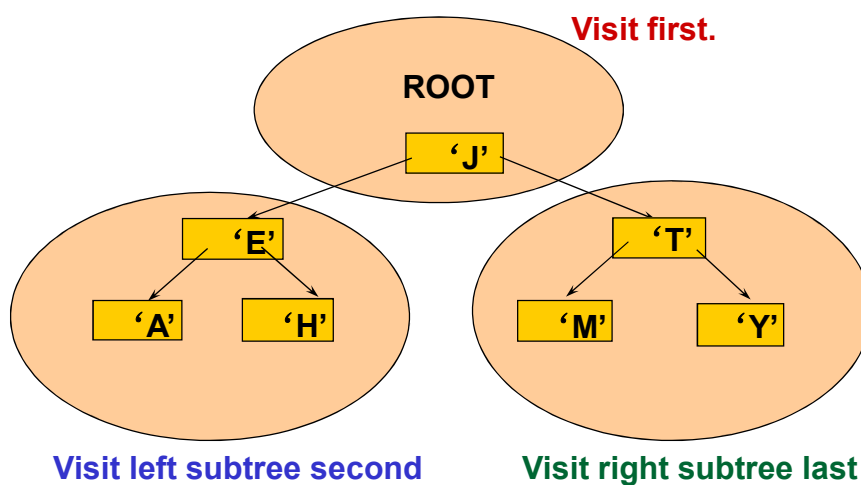 Visit first.
ROOT
‘J’
‘E’
‘T’
‘A’
‘H’
‘M’
‘Y’
Visit left subtree second
Visit right subtree last